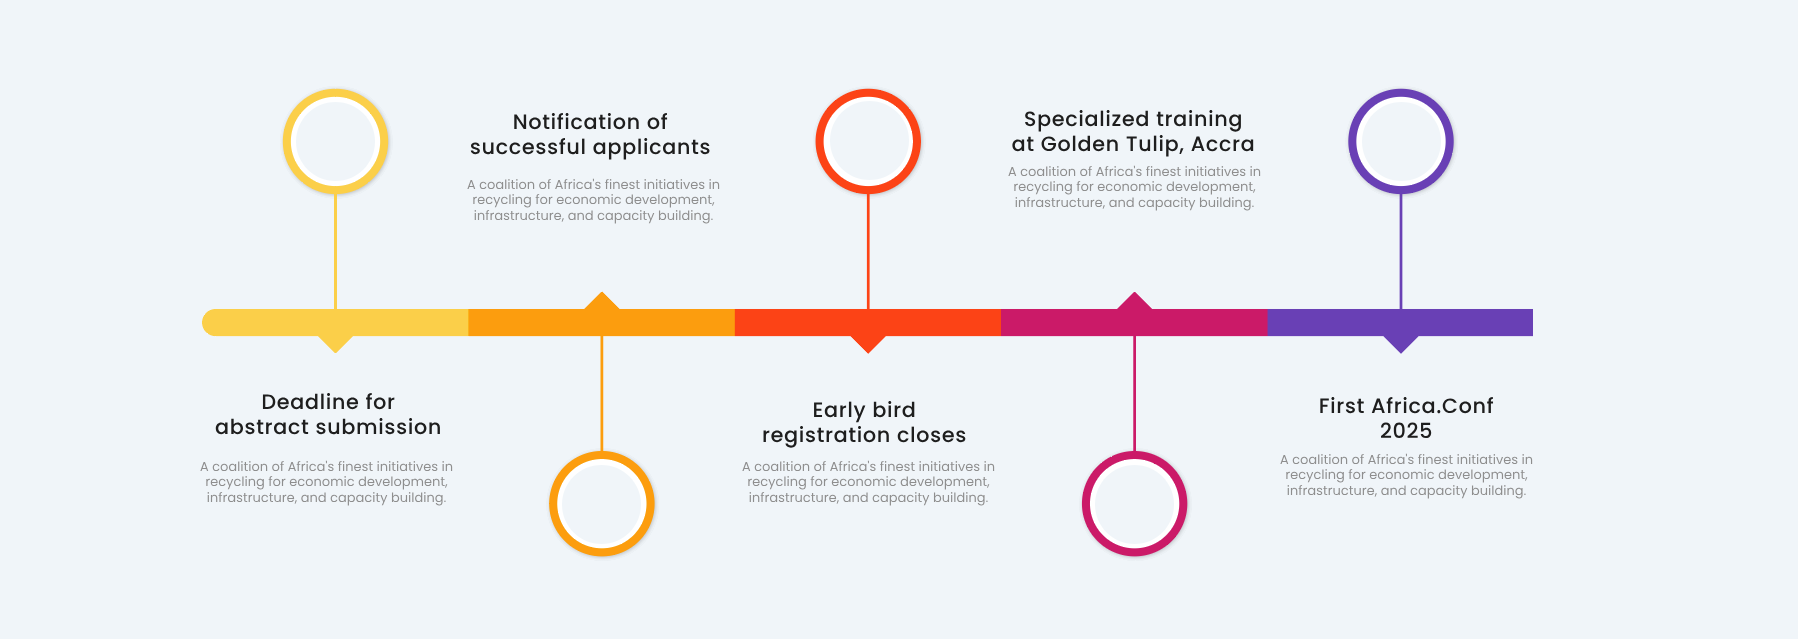 Deadline for
abstract submission
A coalition of Africa's finest initiatives in
recycling for economic development,
infrastructure, and capacity building.
Notification of
successful applicants
A coalition of Africa's finest initiatives in
recycling for economic development,
infrastructure, and capacity building.
Early bird
registration closes
A coalition of Africa's finest initiatives in
recycling for economic development,
infrastructure, and capacity building.
Specialized training
at Golden Tulip, Accra
A coalition of Africa's finest initiatives in
recycling for economic development,
infrastructure, and capacity building.
First Africa.Conf
2025
A coalition of Africa's finest initiatives in
recycling for economic development,
infrastructure, and capacity building.